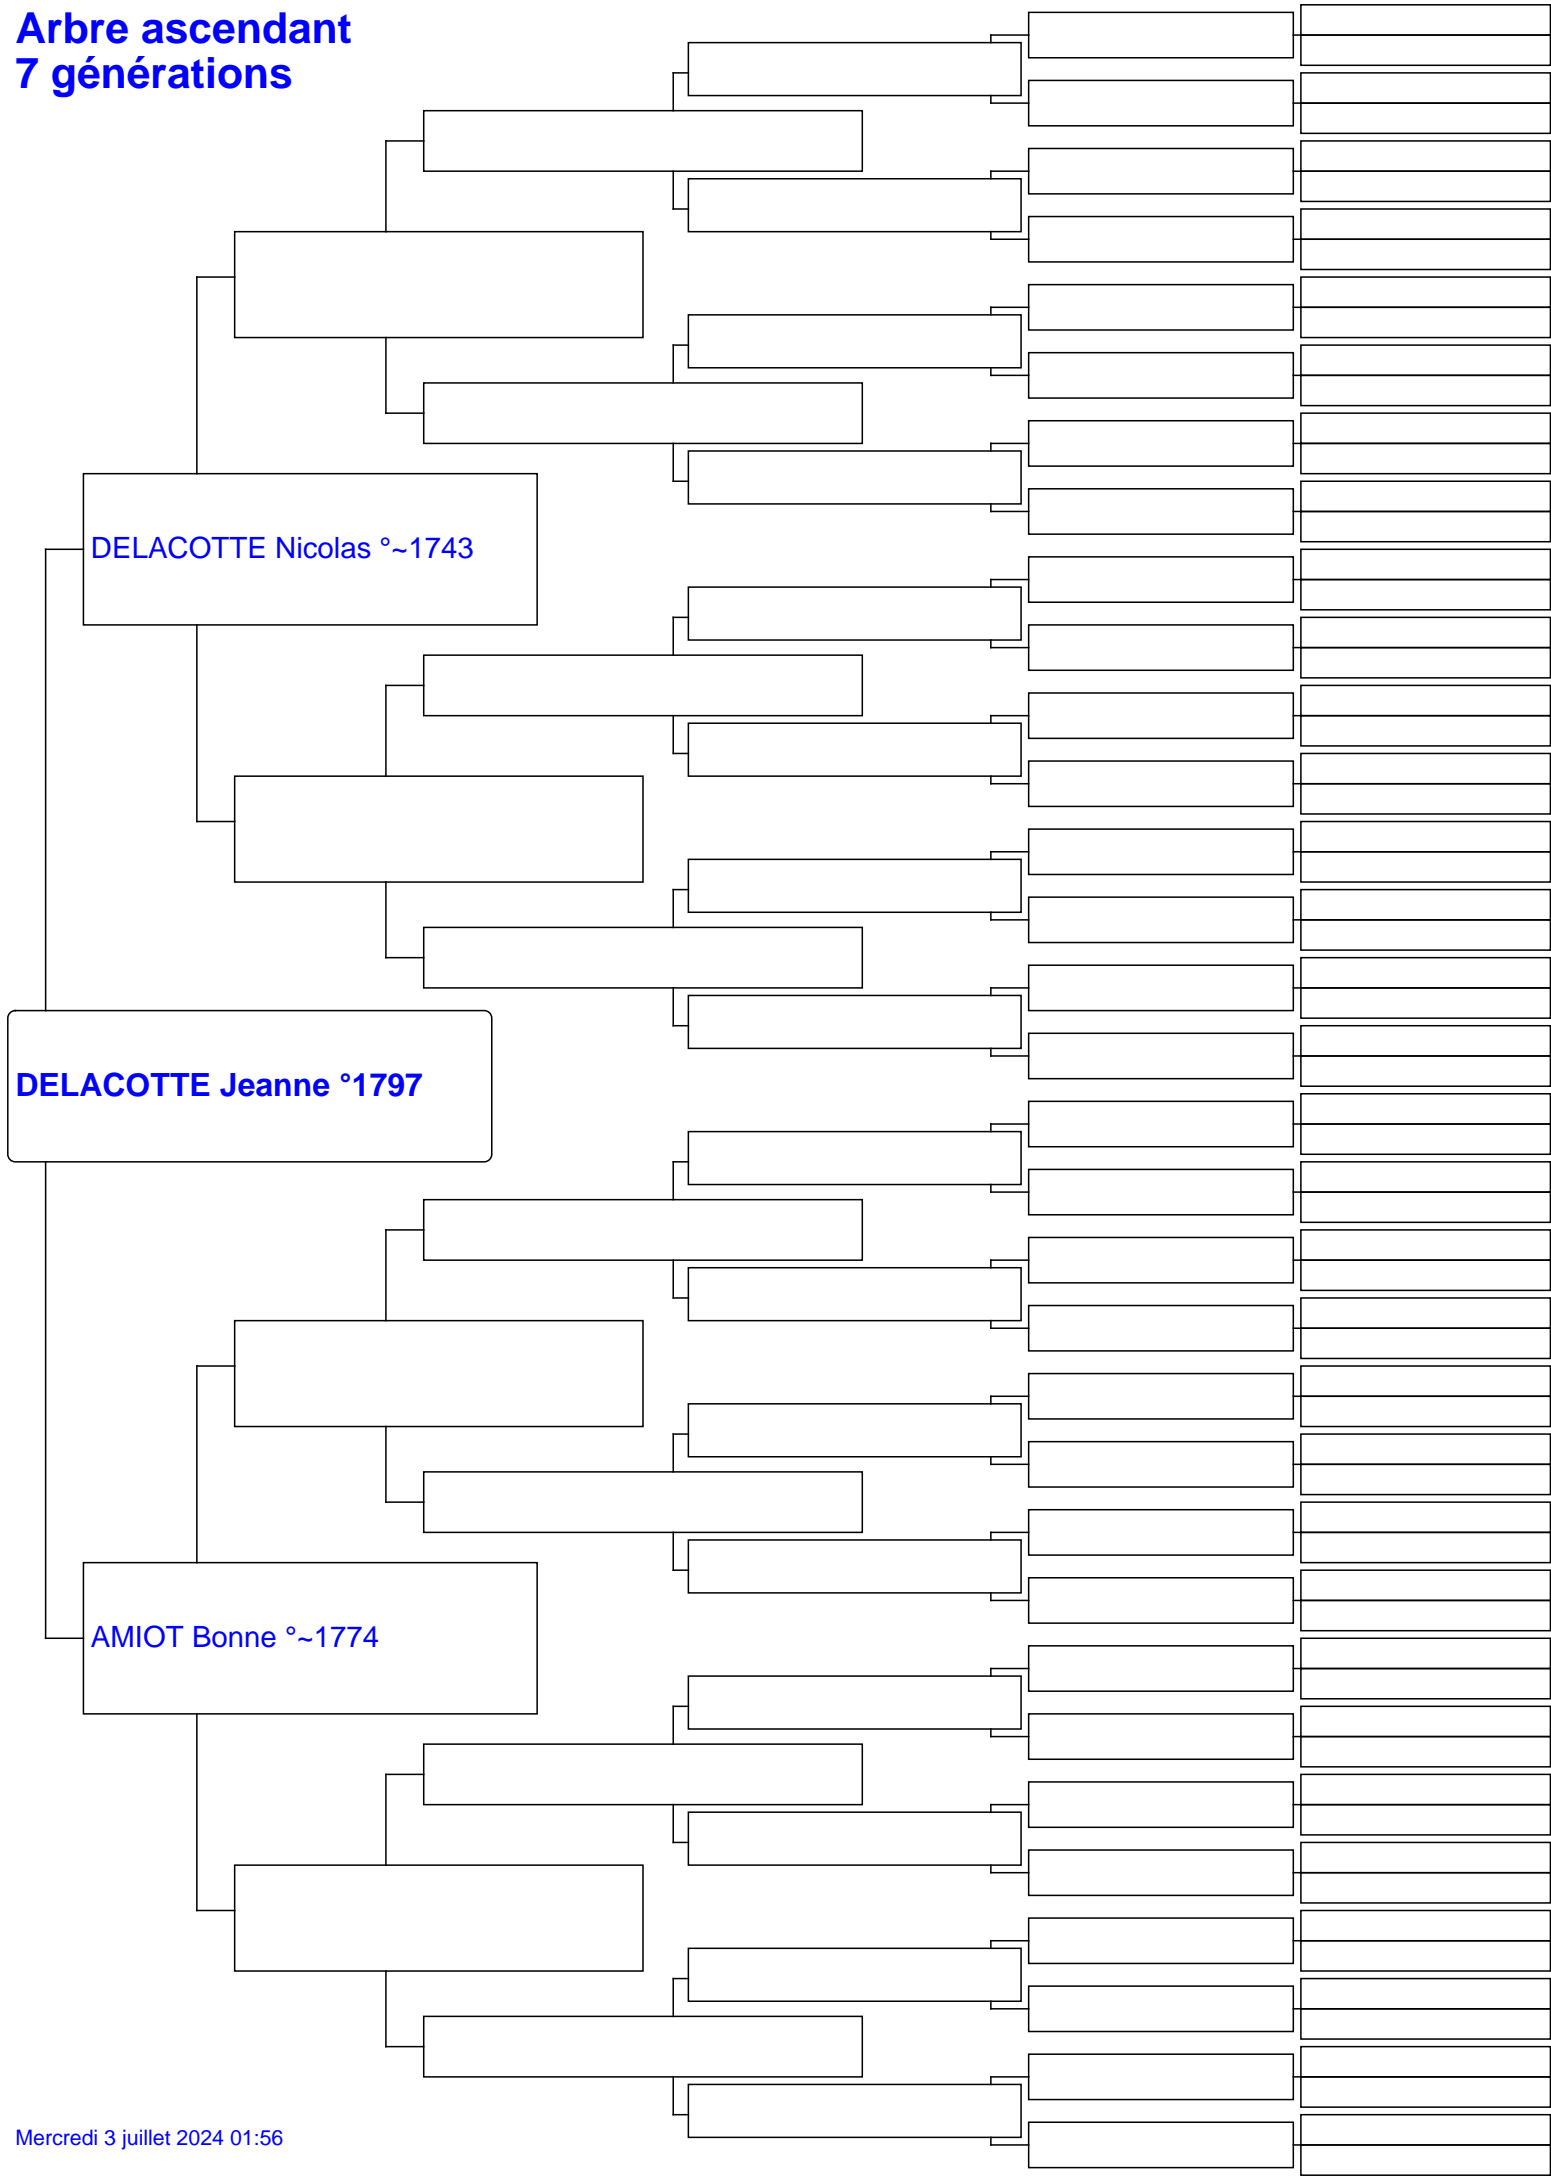 Arbre ascendant
7 générations
DELACOTTE Nicolas °~1743
DELACOTTE Jeanne °1797
AMIOT Bonne °~1774
Mercredi 3 juillet 2024 01:56